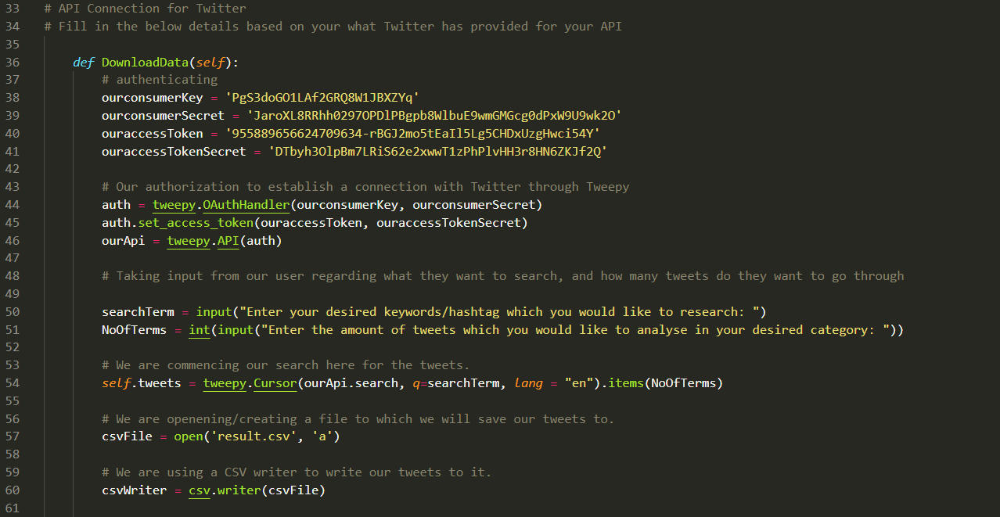 33 # API Connection for Twitter
34 # Fill in the below details based on your what Twitter has provided for your API
35
36 def DownloadData(self):
37 # authenticating
38 ourconsumerKey = 'PgS3doGO1LAf2GRQ8W1JBXZYq'
39 ourconsumerSecret = 'JaroXL8RRhh0297OPDlPBgpb8WlbuE9wmGMGcg0dPxW9U9wk2O'
40 ouraccessToken = '955889656624709634-rBGJ2mo5tEaIl5Lg5CHDxUzgHwci54Y'
41 ouraccessTokenSecret = 'DTbyh3OlpBm7LRiS62e2xwwT1zPhPlvHH3r8HN6ZKJf2Q'
42
43 # Our authorization to establish a connection with Twitter through Tweepy
44 auth = tweepy.OAuthHandler(ourconsumerKey, ourconsumerSecret)
45 auth.set_access_token(ouraccessToken, ouraccessTokenSecret)
46 ourApi = tweepy.API(auth)
47
48 # Taking input from our user regarding what they want to search, and how many tweets do they want to go through
49
50 searchTerm = input("Enter your desired keywords/hashtag which you would like to research: ")
51 NoOfTerms = int(input("Enter the amount of tweets which you would like to analyse in your desired category: "))
52
53 # We are commencing our search here for the tweets.
54 self.tweets = tweepy.Cursor(ourApi.search, q=searchTerm, lang = "en").items(NoOfTerms)
55
56 # We are openening/creating a file to which we will save our tweets to.
57 csvFile = open('result.csv', 'a')
58
59 # We are using a CSV writer to write our tweets to it.
60 csvWriter = csv.writer(csvFile)
61